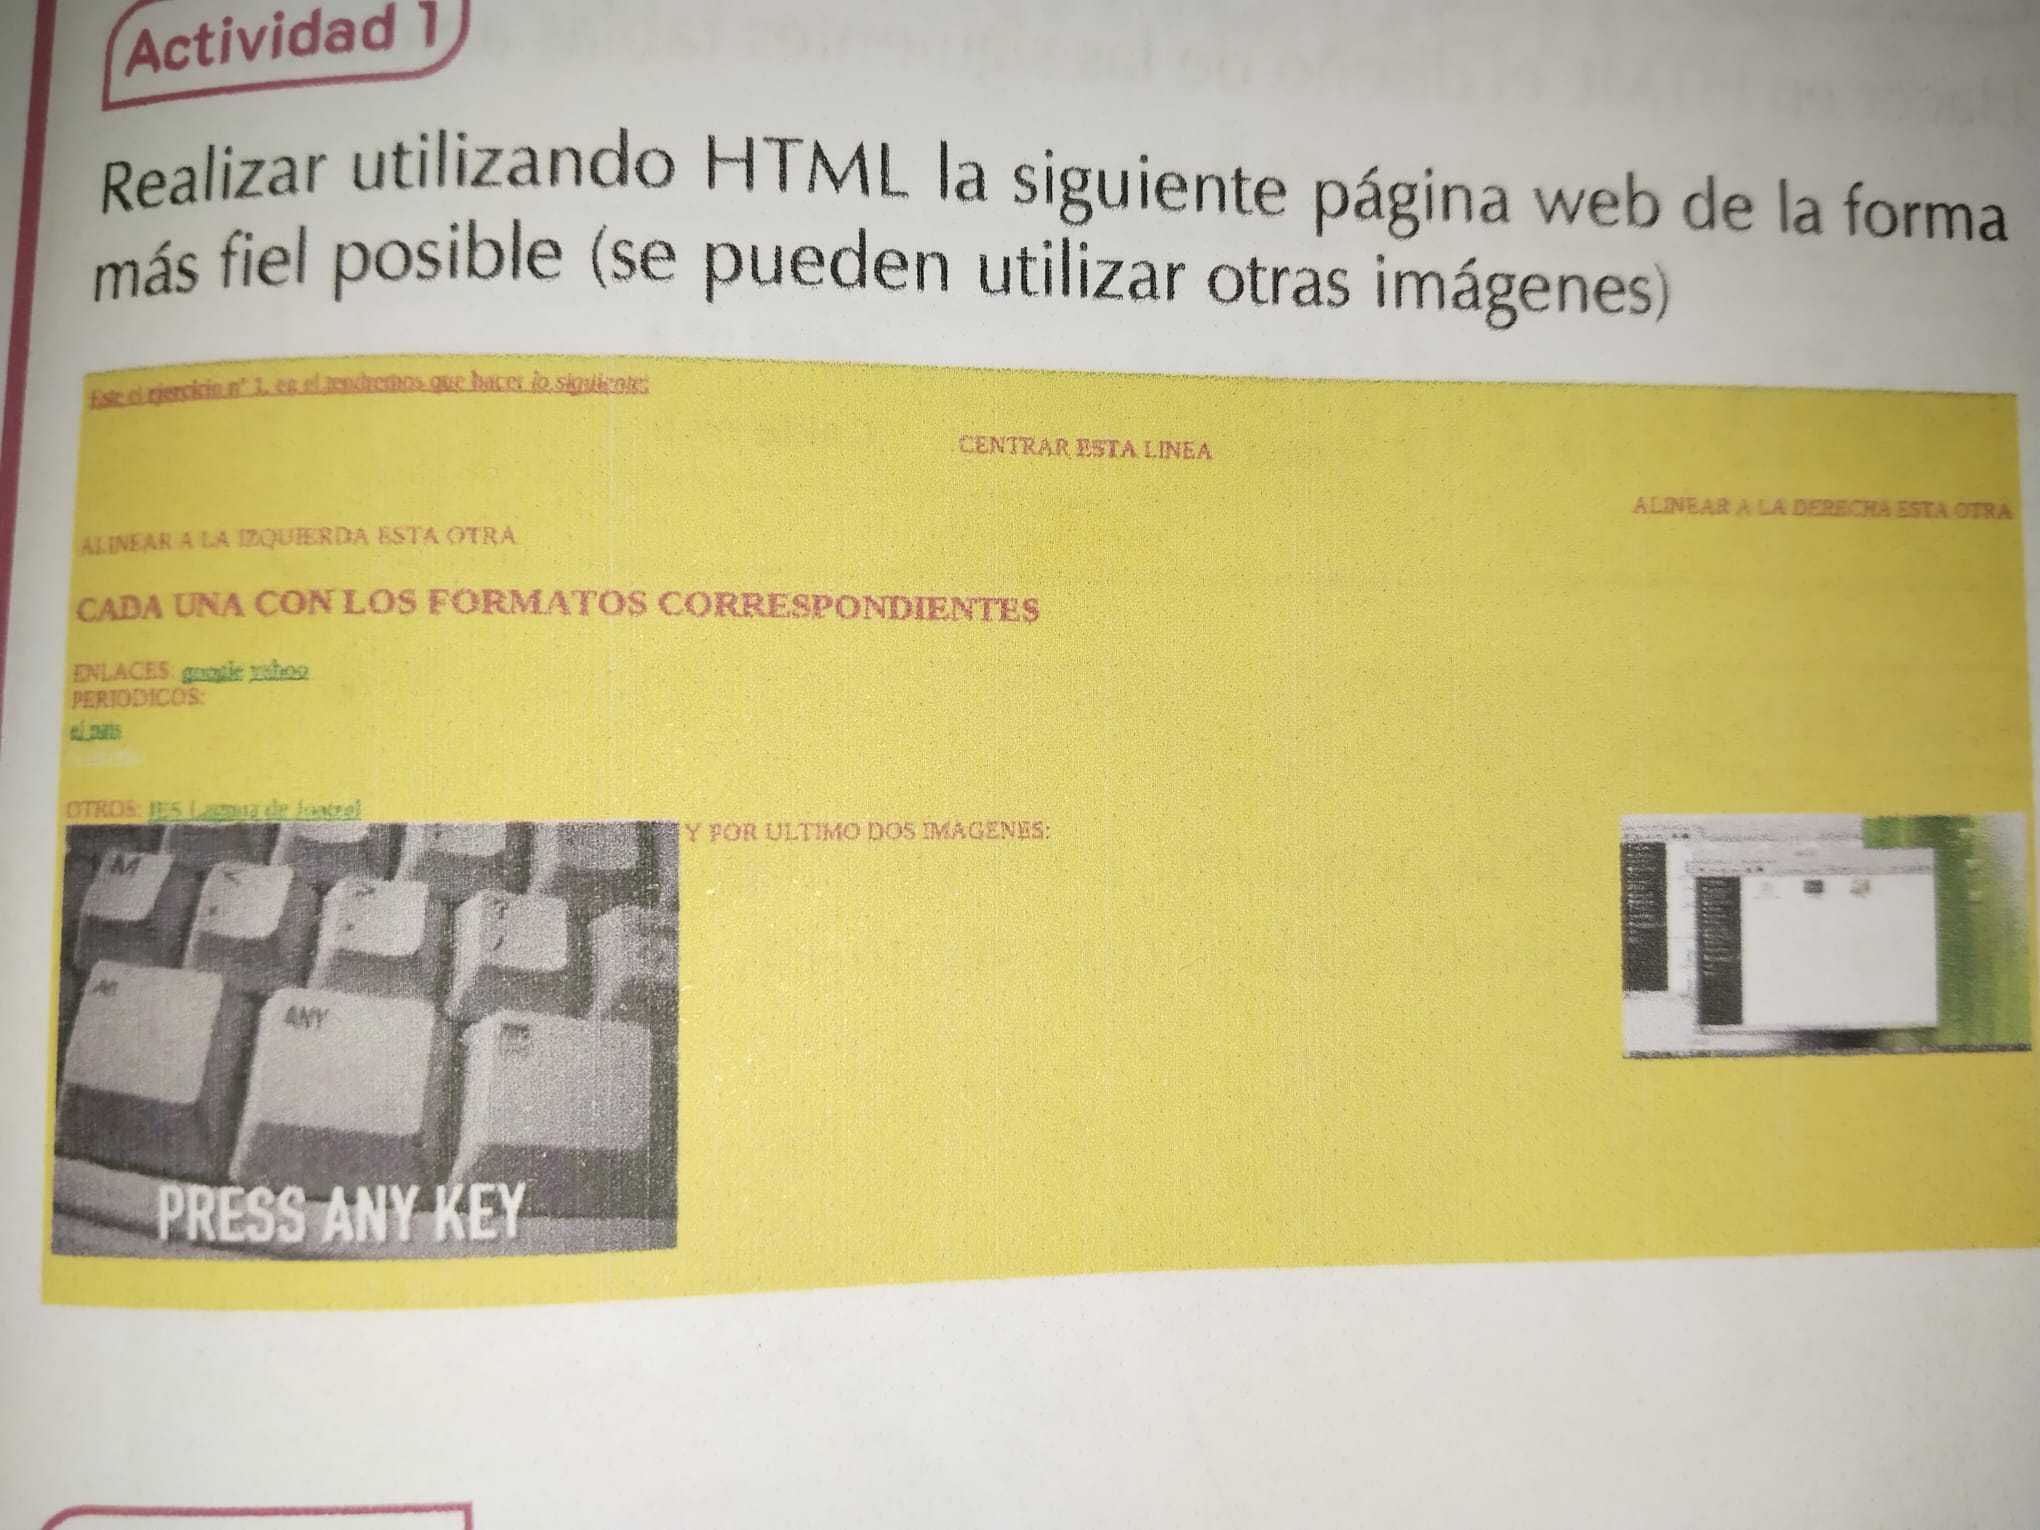 Actividad 1
Realizar utilizando HTML la siguiente página web de la forma
más fiel posible (se pueden utilizar otras imágenes)
Este el ejercicio nº 1, en el tendremos que hacer lo siguiente:
CENTRAR ESTA LINEA
ALINEAR A LA DERECHA ESTA OTRA
ALINEAR A LA IZQUIERDA ESTA OTRA
CADA UNA CON LOS FORMATOS CORRESPONDIENTES
ENLACES: google yahoo
PERIODICOS:
el pais
OTROS: IES Laguna de
Y POR ULTIMO DOS IMAGENES:
ANY
PRESS ANY KEY